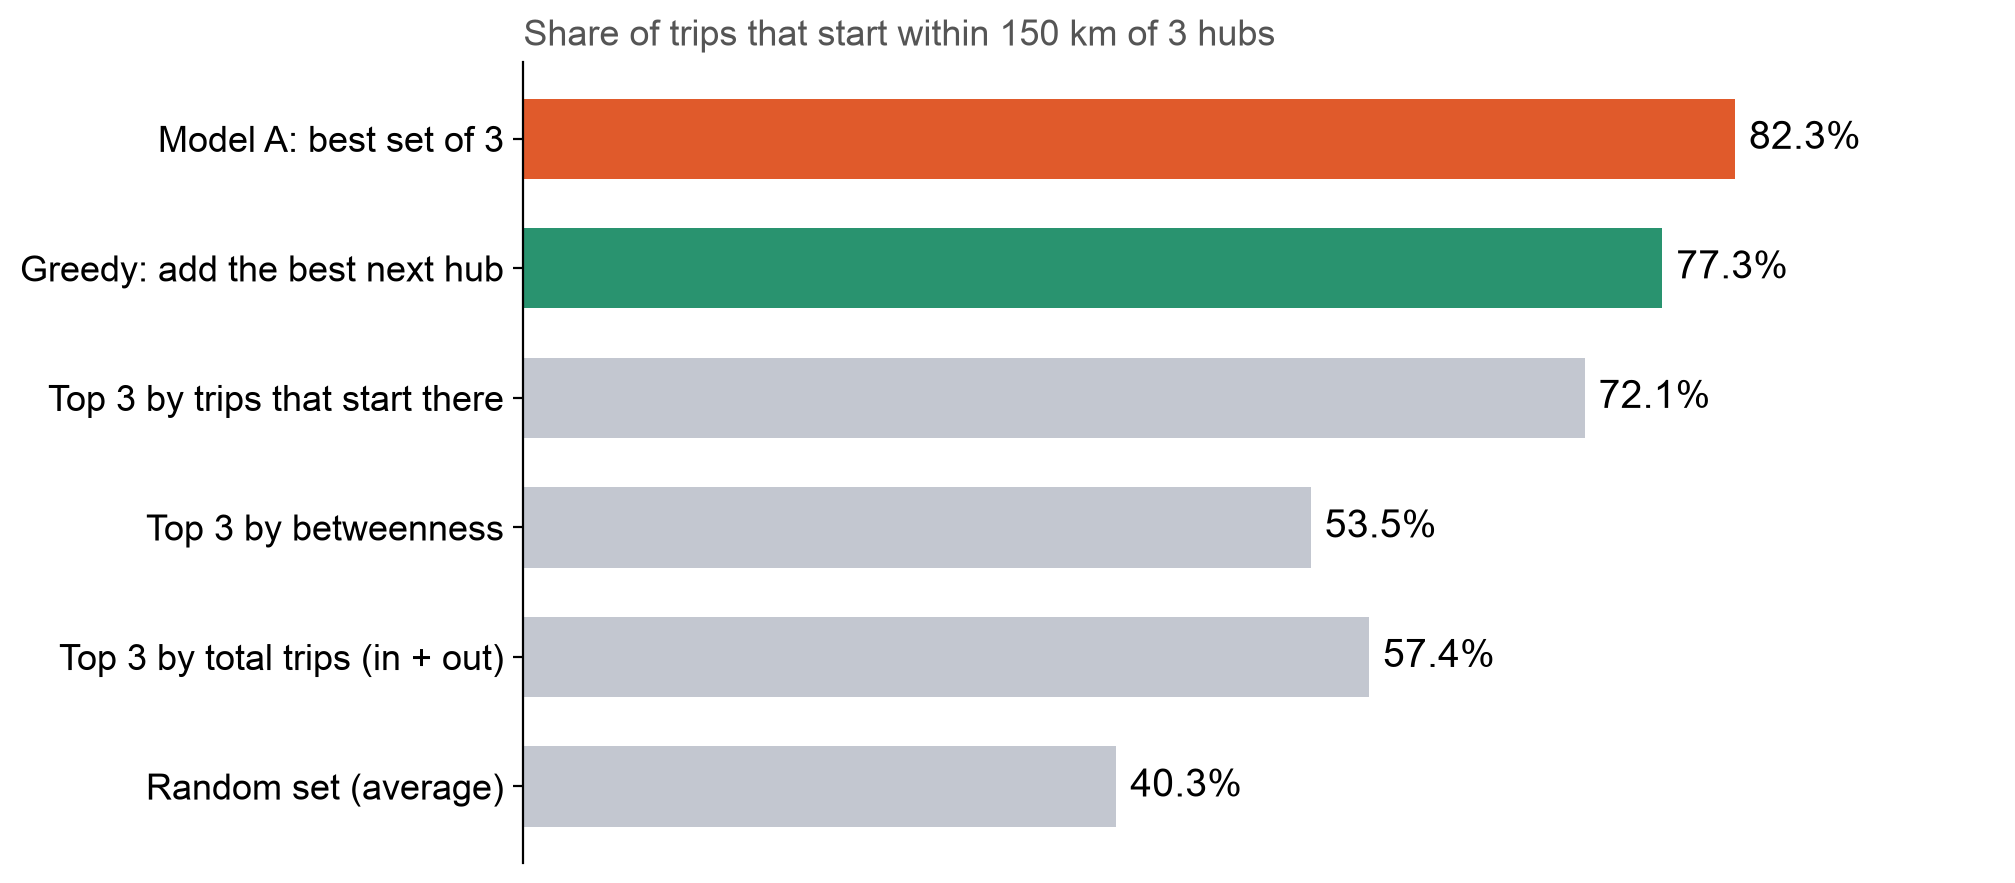 Share of trips that start within 150 km of 3 hubs
Model A: best set of 3 82.3%
Greedy: add the best next hub 77.3%
Top 3 by trips that start there 72.1%
Top 3 by betweenness 53.5%
Top 3 by total trips (in + out) 57.4%
Random set (average) 40.3%